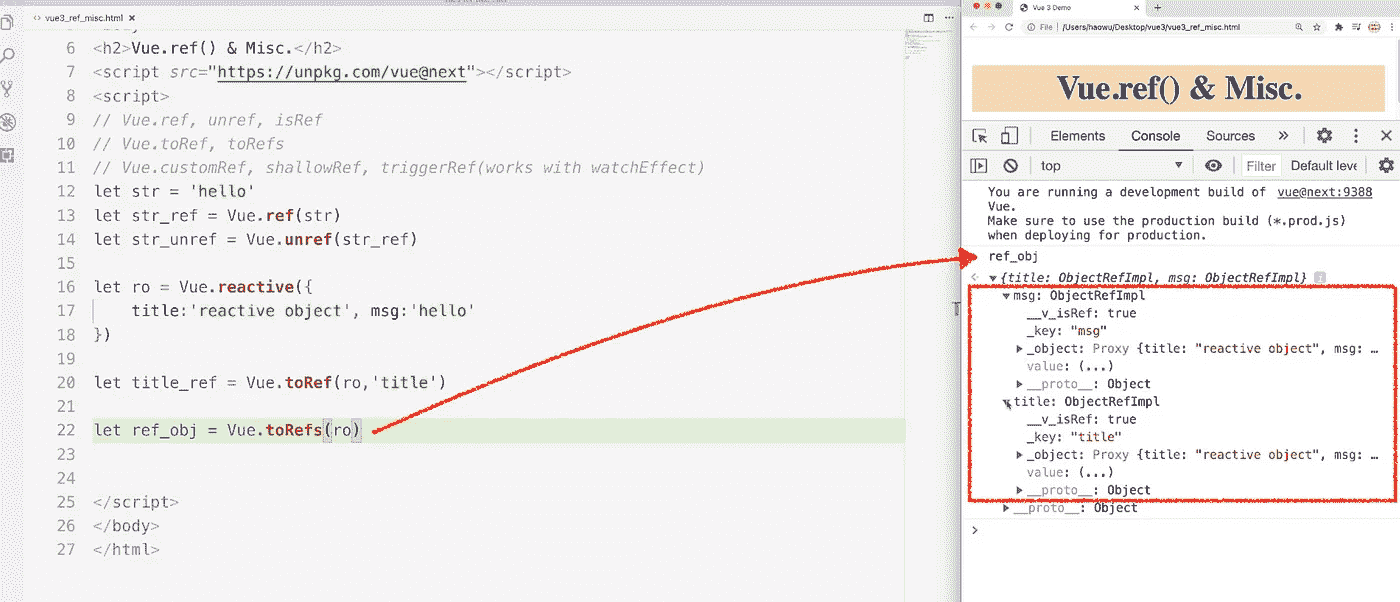 vue3_ref_misc.html
6 <h2>Vue.ref() & Misc.</h2>
7 <script src="https://unpkg.com/vue@next"></script>
8 <script>
9 // Vue.ref, unref, isRef
10 // Vue.toRef, toRefs
11 // Vue.customRef, shallowRef, triggerRef(works with watchEffect)
12 let str = 'hello'
13 let str_ref = Vue.ref(str)
14 let str_unref = Vue.unref(str_ref)
15
16 let ro = Vue.reactive({
17 title:'reactive object', msg:'hello'
18 })
19
20 let title_ref = Vue.toRef(ro,'title')
21
22 let ref_obj = Vue.toRefs(ro)
23
24
25 </script>
26 </body>
27 </html>
Vue 3 Demo
File | /Users/haowu/Desktop/vue3/vue3_ref_misc.html
Vue.ref() & Misc.
Elements Console Sources
top Filter Default leve
You are running a development build of vue@next:9388
Vue.
Make sure to use the production build (*.prod.js)
when deploying for production.
ref_obj
{title: ObjectRefImpl, msg: ObjectRefImpl}
msg: ObjectRefImpl
__v_isRef: true
_key: "msg"
_object: Proxy {title: "reactive object", msg: …
value: (...)
__proto__: Object
title: ObjectRefImpl
__v_isRef: true
_key: "title"
_object: Proxy {title: "reactive object", msg: …
value: (...)
__proto__: Object
__proto__: Object